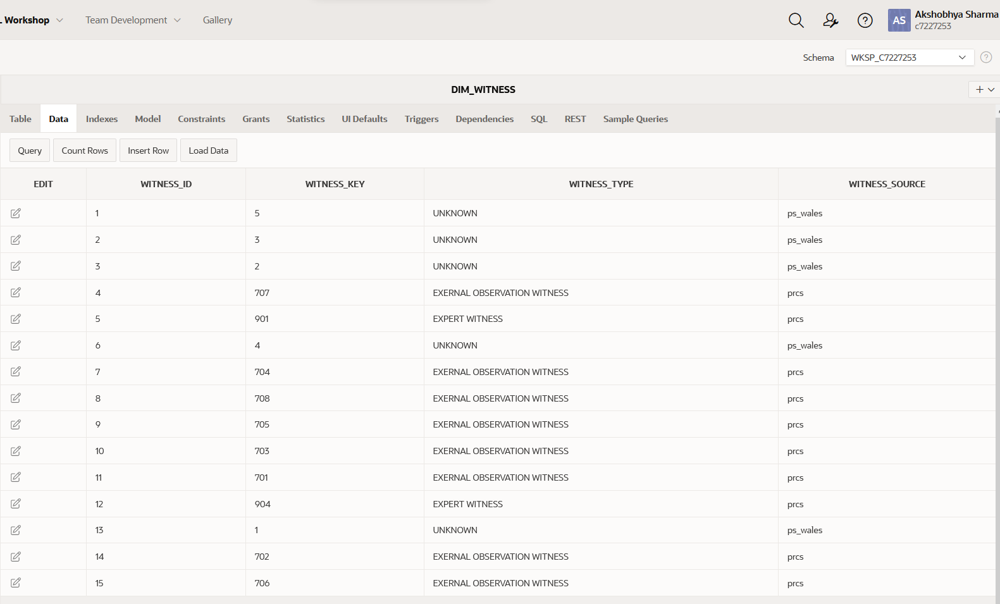 L Workshop Team Development Gallery ? AS Akshobhya Sharma
c7227253
Schema WKSP_C7227253 ?
DIM_WITNESS
Table Data Indexes Model Constraints Grants Statistics UI Defaults Triggers Dependencies SQL REST Sample Queries
Query Count Rows Insert Row Load Data
EDIT WITNESS_ID WITNESS_KEY WITNESS_TYPE WITNESS_SOURCE
1 5 UNKNOWN ps_wales
2 3 UNKNOWN ps_wales
3 2 UNKNOWN ps_wales
4 707 EXERNAL OBSERVATION WITNESS prcs
5 901 EXPERT WITNESS prcs
6 4 UNKNOWN ps_wales
7 704 EXERNAL OBSERVATION WITNESS prcs
8 708 EXERNAL OBSERVATION WITNESS prcs
9 705 EXERNAL OBSERVATION WITNESS prcs
10 703 EXERNAL OBSERVATION WITNESS prcs
11 701 EXERNAL OBSERVATION WITNESS prcs
12 904 EXPERT WITNESS prcs
13 1 UNKNOWN ps_wales
14 702 EXERNAL OBSERVATION WITNESS prcs
15 706 EXERNAL OBSERVATION WITNESS prcs